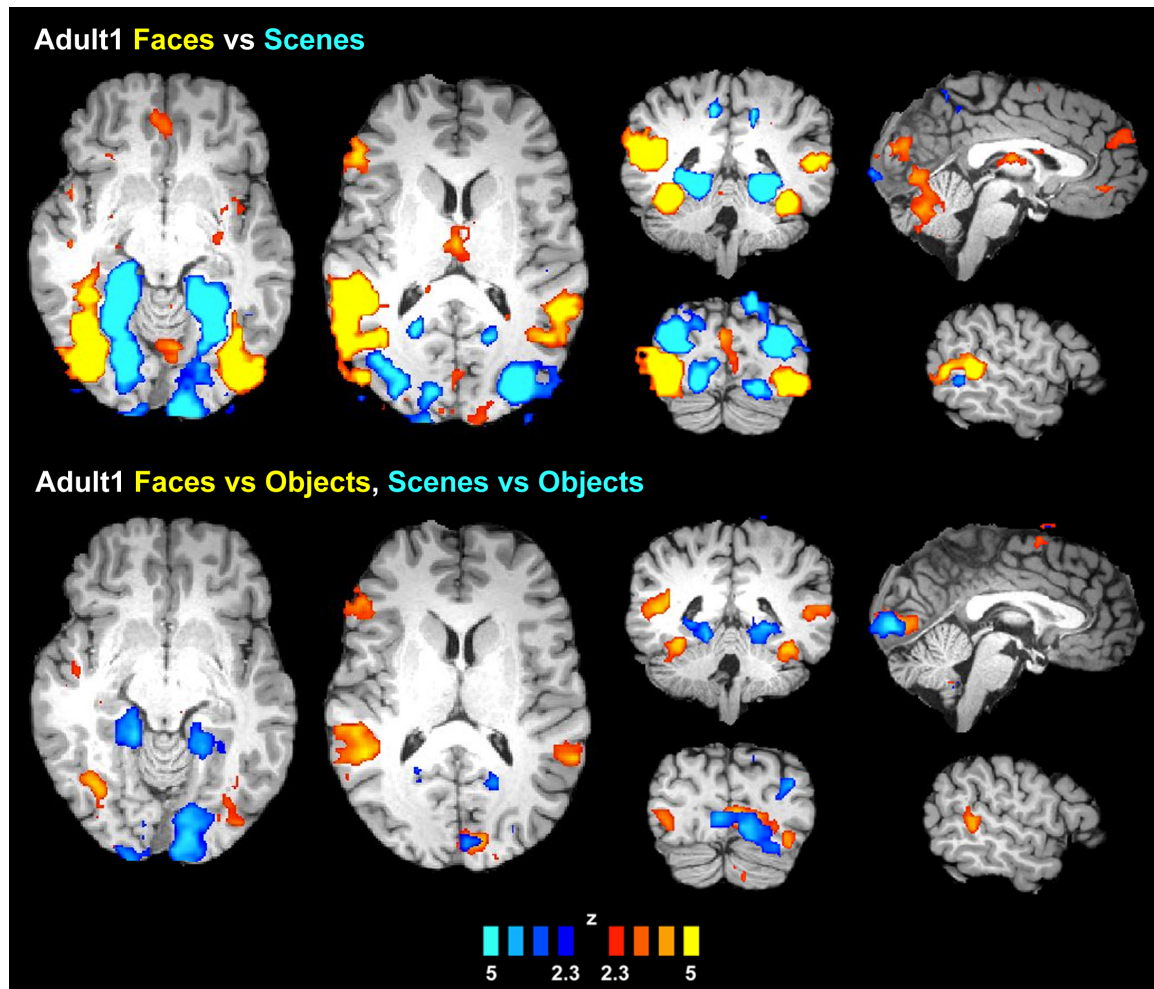 Adult1 Faces vs Scenes
Adult1 Faces vs Objects, Scenes vs Objects
z
5 2.3 2.3 5